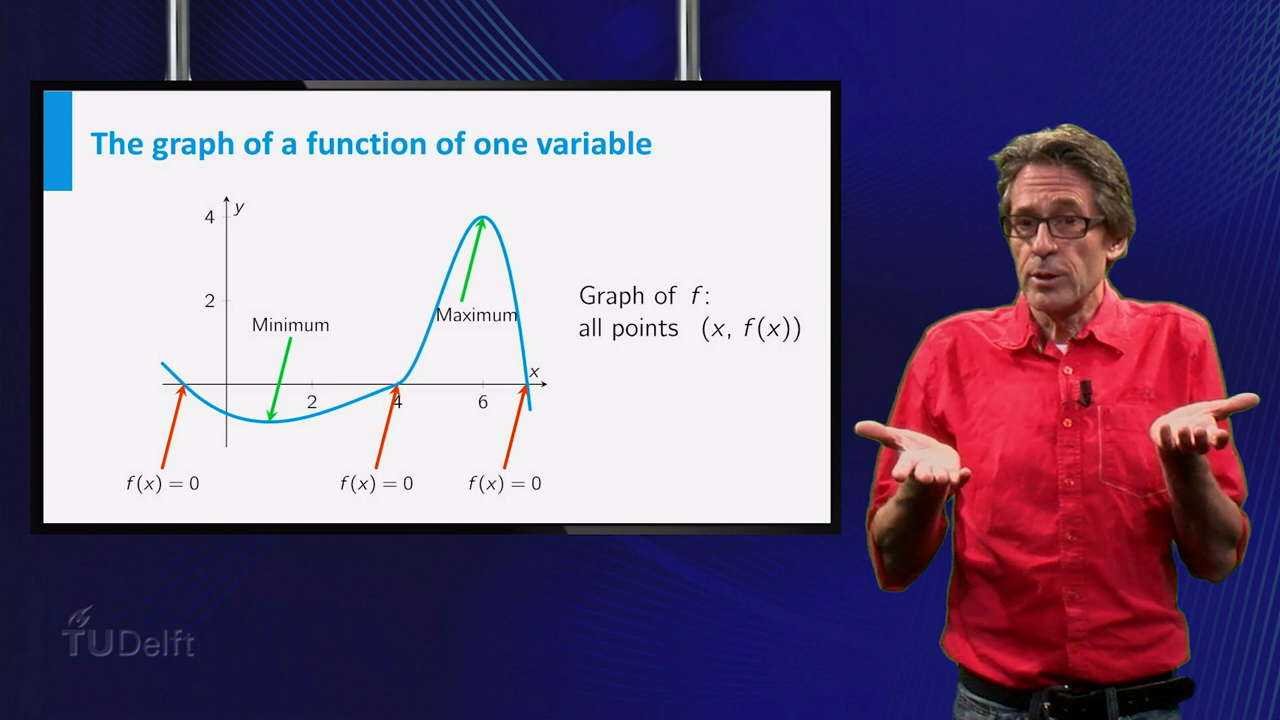 The graph of a function of one variable
y
4
2
Minimum
Maximum
Graph of f:
all points (x, f(x))
x
2
4
6
f(x) = 0
f(x) = 0
f(x) = 0
TUDelft